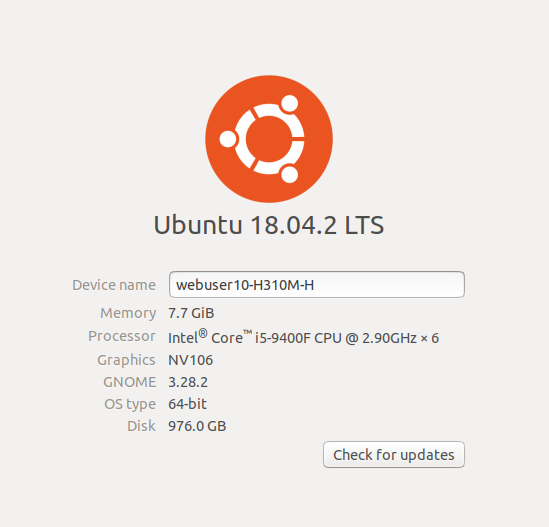 Ubuntu 18.04.2 LTS
Device name webuser10-H310M-H
Memory 7.7 GiB
Processor Intel® Core™ i5-9400F CPU @ 2.90GHz × 6
Graphics NV106
GNOME 3.28.2
OS type 64-bit
Disk 976.0 GB
Check for updates